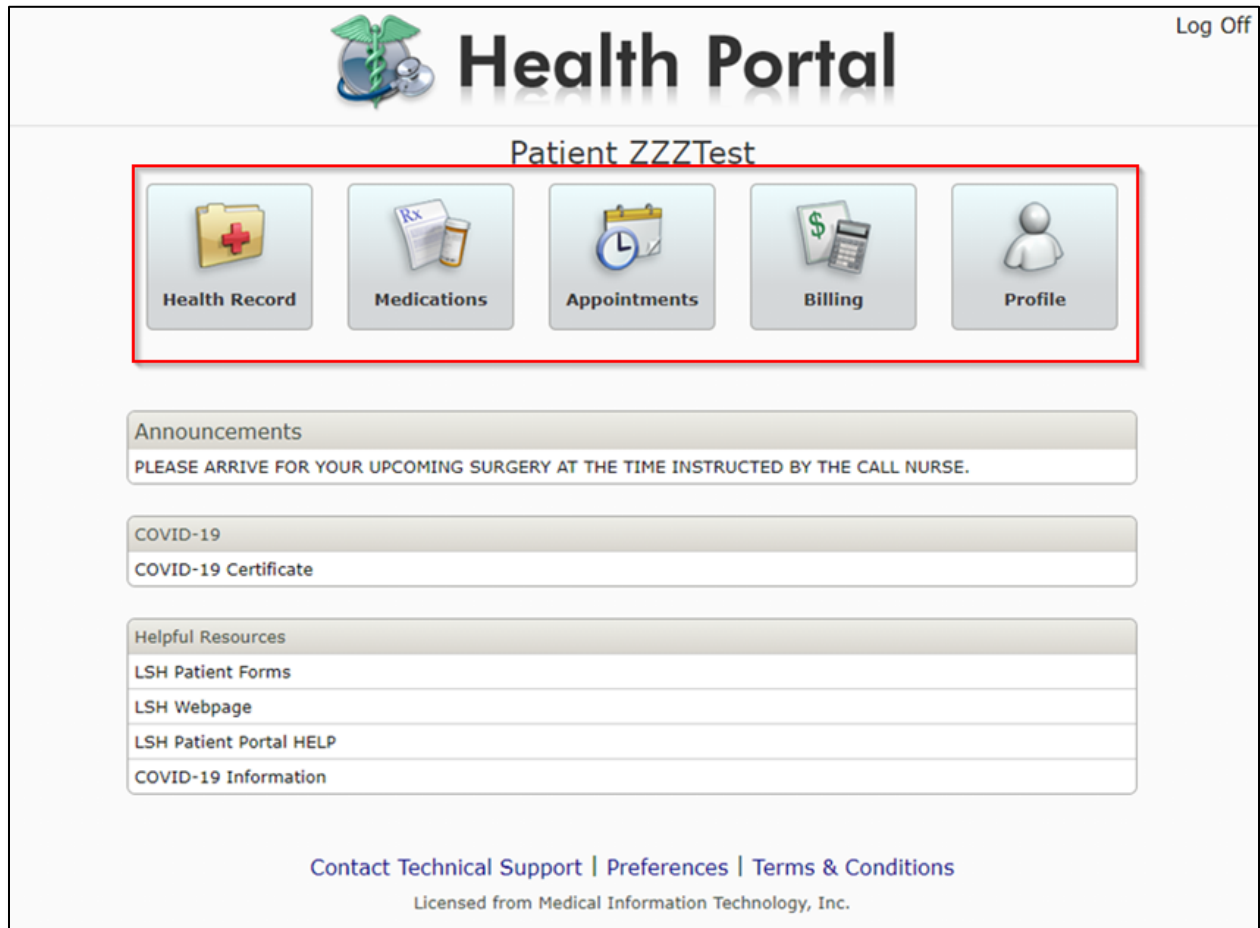 Log Off
Health Portal
Patient ZZZTest
Rx
$
Health Record
Medications
Appointments
Billing
Profile
Announcements
PLEASE ARRIVE FOR YOUR UPCOMING SURGERY AT THE TIME INSTRUCTED BY THE CALL NURSE.
COVID-19
COVID-19 Certificate
Helpful Resources
LSH Patient Forms
LSH Webpage
LSH Patient Portal HELP
COVID-19 Information
Contact Technical Support | Preferences | Terms & Conditions
Licensed from Medical Information Technology, Inc.